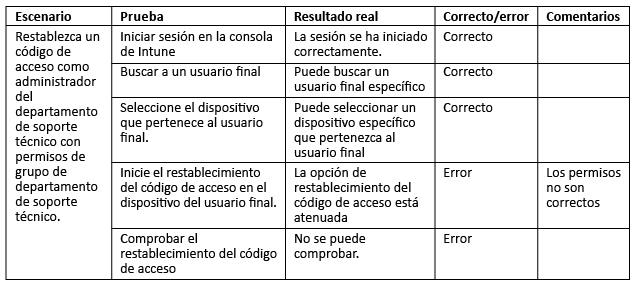 Escenario Prueba Resultado real Correcto/error Comentarios
Restablezca un
código de
acceso como
administrador
del
departamento
de soporte
técnico con
permisos de
grupo de
departamento
de soporte
técnico.
Iniciar sesión en la consola
de Intune
La sesión se ha iniciado
correctamente.
Correcto
Buscar a un usuario final
Puede buscar un
usuario final específico
Correcto
Seleccione el dispositivo
que pertenece al usuario
final.
Puede seleccionar un
dispositivo específico
que pertenezca al
usuario final
Correcto
Inicie el restablecimiento
del código de acceso en el
dispositivo del usuario final.
La opción de
restablecimiento del
código de acceso está
atenuada
Error
Los permisos
no son
correctos
Comprobar el
restablecimiento del código
de acceso
No se puede
comprobar.
Error